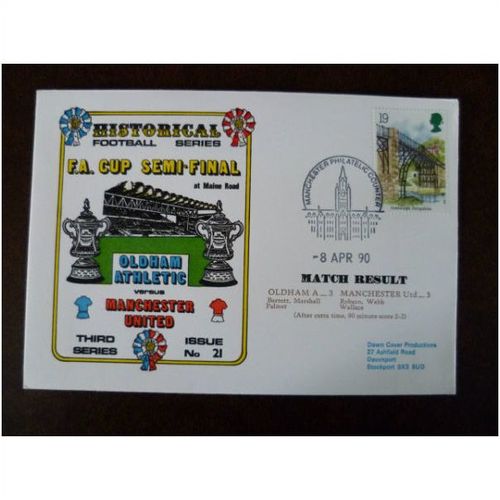 HISTORICAL
FOOTBALL SERIES
F.A. CUP SEMI-FINAL
at Maine Road
OLDHAM
ATHLETIC
versus
MANCHESTER
UNITED
THIRD
SERIES
ISSUE
No 21
19
MANCHESTER PHILATELIC COUNTER
-8 APR 90
MATCH RESULT
OLDHAM A ... 3 MANCHESTER Utd ... 3
Barrett, Marshall Robson, Webb
Palmer Wallace
(After extra time, 90 minute score 2-2)
Dawn Cover Productions
27 Ashfield Road
Davenport
Stockport SK3 8UD